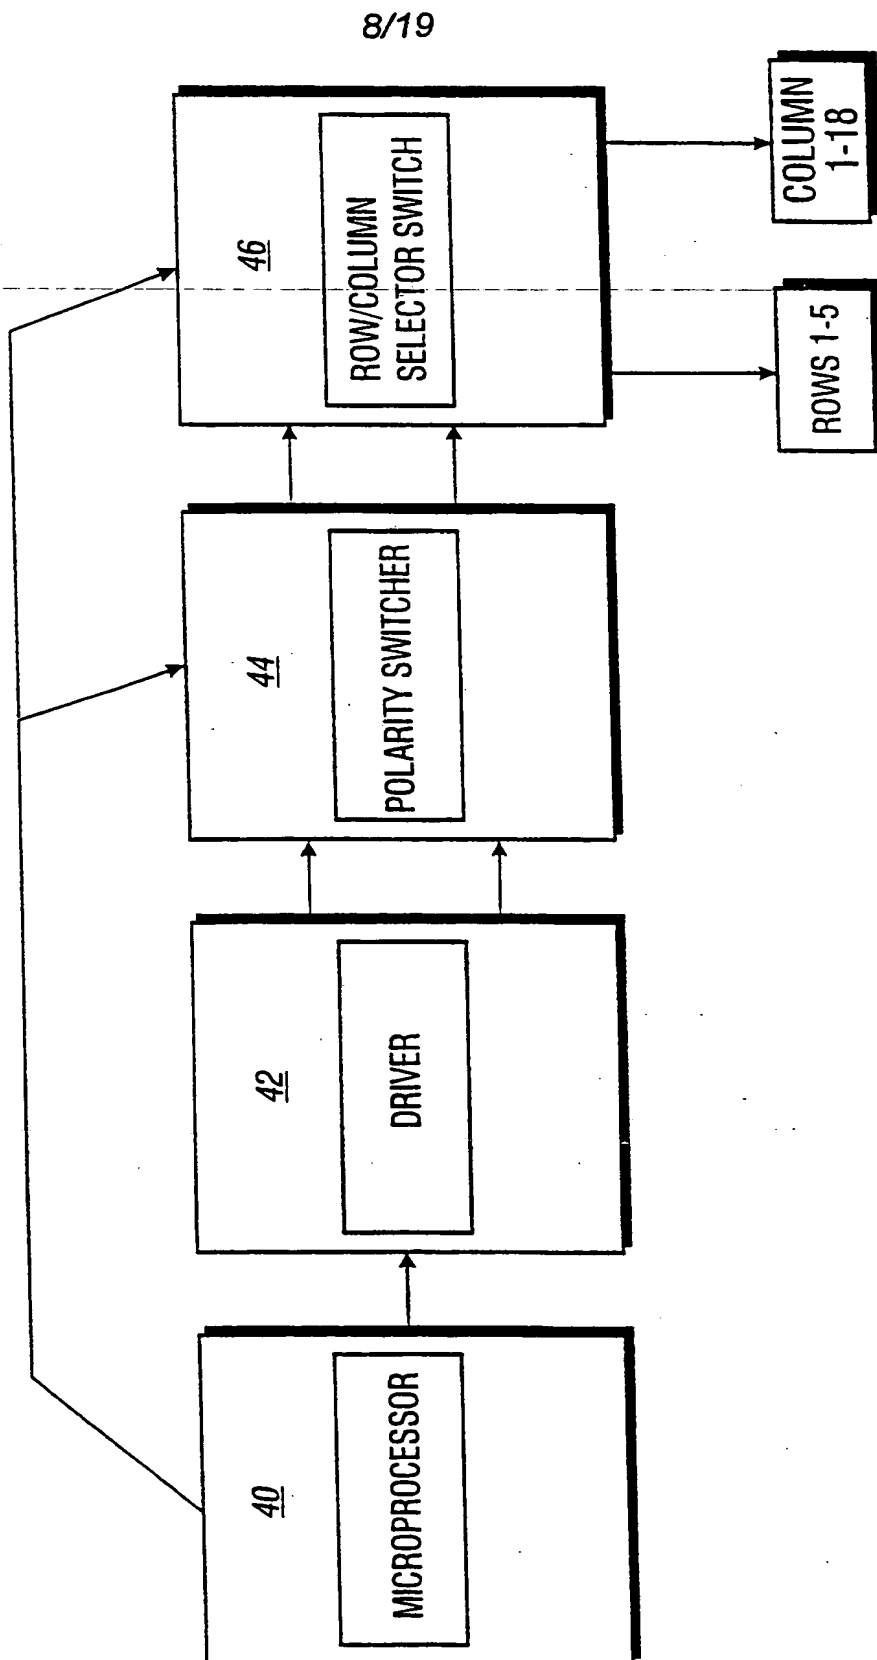 8/19
40
MICROPROCESSOR
42
DRIVER
44
POLARITY SWITCHER
46
ROW/COLUMN
SELECTOR SWITCH
ROWS 1-5
COLUMN
1-18